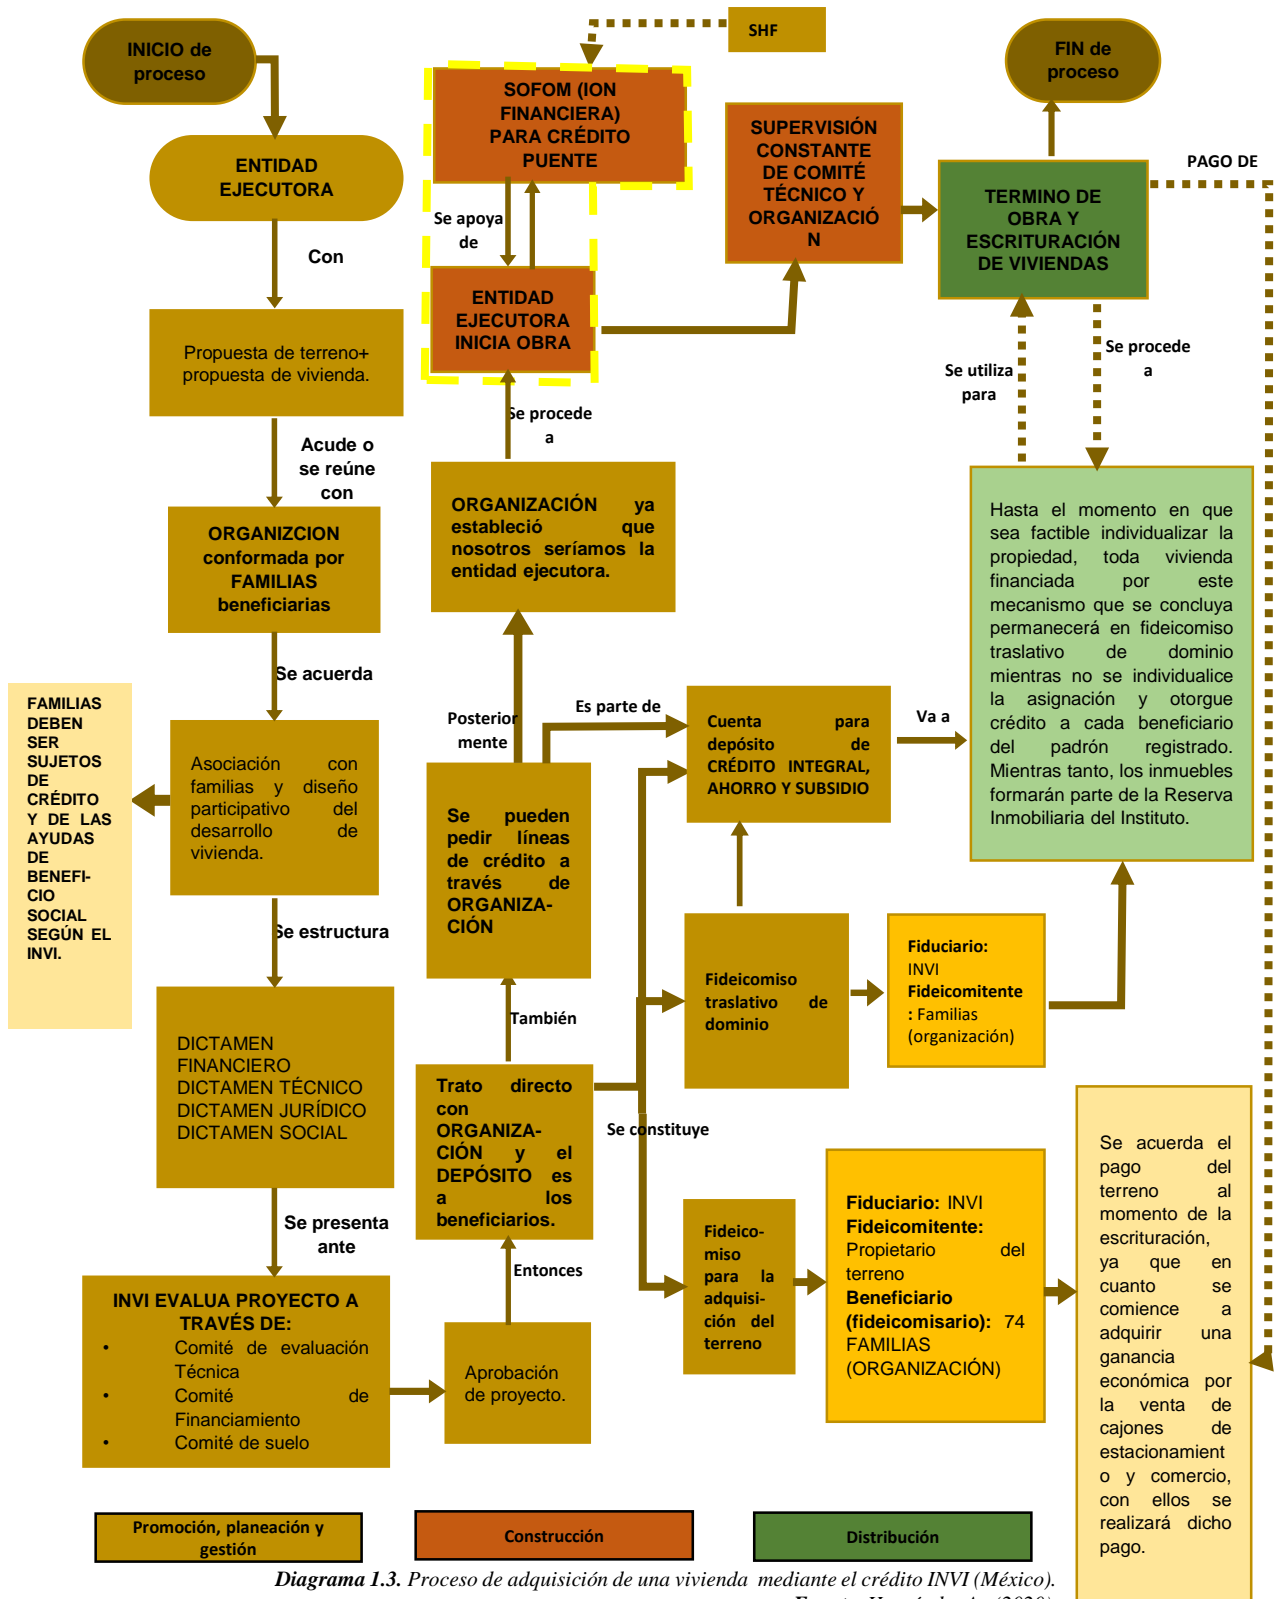 INICIO de
proceso
ENTIDAD
EJECUTORA
Con
Propuesta de terreno+
propuesta de vivienda.
Acude o
se reúne
con
ORGANIZCION
conformada por
FAMILIAS
beneficiarias
Se acuerda
FAMILIAS
DEBEN
SER
SUJETOS
DE
CRÉDITO
Y DE LAS
AYUDAS
DE
BENEFI-
CIO
SOCIAL
SEGÚN EL
INVI.
Asociación con
familias y diseño
participativo del
desarrollo de
vivienda.
Se estructura
DICTAMEN
FINANCIERO
DICTAMEN TÉCNICO
DICTAMEN JURÍDICO
DICTAMEN SOCIAL
Se presenta
ante
INVI EVALUA PROYECTO A
TRAVÉS DE:
• Comité de evaluación
Técnica
• Comité de
Financiamiento
• Comité de suelo
SHF
SOFOM (ION
FINANCIERA)
PARA CRÉDITO
PUENTE
Se apoya
de
ENTIDAD
EJECUTORA
INICIA OBRA
Se procede
a
ORGANIZACIÓN ya
estableció que
nosotros seríamos la
entidad ejecutora.
Posterior
mente
Es parte de
Se pueden
pedir líneas
de crédito a
través de
ORGANIZA-
CIÓN
También
Trato directo
con
ORGANIZA-
CIÓN y el
DEPÓSITO es
a los
beneficiarios.
Se constituye
Entonces
Aprobación
de proyecto.
SUPERVISIÓN
CONSTANTE
DE COMITÉ
TÉCNICO Y
ORGANIZACIÓ
N
FIN de
proceso
PAGO DE
TERMINO DE
OBRA Y
ESCRITURACIÓN
DE VIVIENDAS
Se utiliza
para
Se procede
a
Cuenta para
depósito de
CRÉDITO INTEGRAL,
AHORRO Y SUBSIDIO
Va a
Hasta el momento en que
sea factible individualizar la
propiedad, toda vivienda
financiada por este
mecanismo que se concluya
permanecerá en fideicomiso
traslativo de dominio
mientras no se individualice
la asignación y otorgue
crédito a cada beneficiario
del padrón registrado.
Mientras tanto, los inmuebles
formarán parte de la Reserva
Inmobiliaria del Instituto.
Fideicomiso
traslativo de
dominio
Fiduciario:
INVI
Fideicomitente
: Familias
(organización)
Fideico-
miso
para la
adquisi-
ción del
terreno
Fiduciario: INVI
Fideicomitente:
Propietario del
terreno
Beneficiario
(fideicomisario): 74
FAMILIAS
(ORGANIZACIÓN)
Se acuerda el
pago del
terreno al
momento de la
escrituración,
ya que en
cuanto se
comience a
adquirir una
ganancia
económica por
la venta de
cajones de
estacionamient
o y comercio,
con ellos se
realizará dicho
pago.
Promoción, planeación y
gestión
Construcción
Distribución
Diagrama 1.3. Proceso de adquisición de una vivienda mediante el crédito INVI (México).